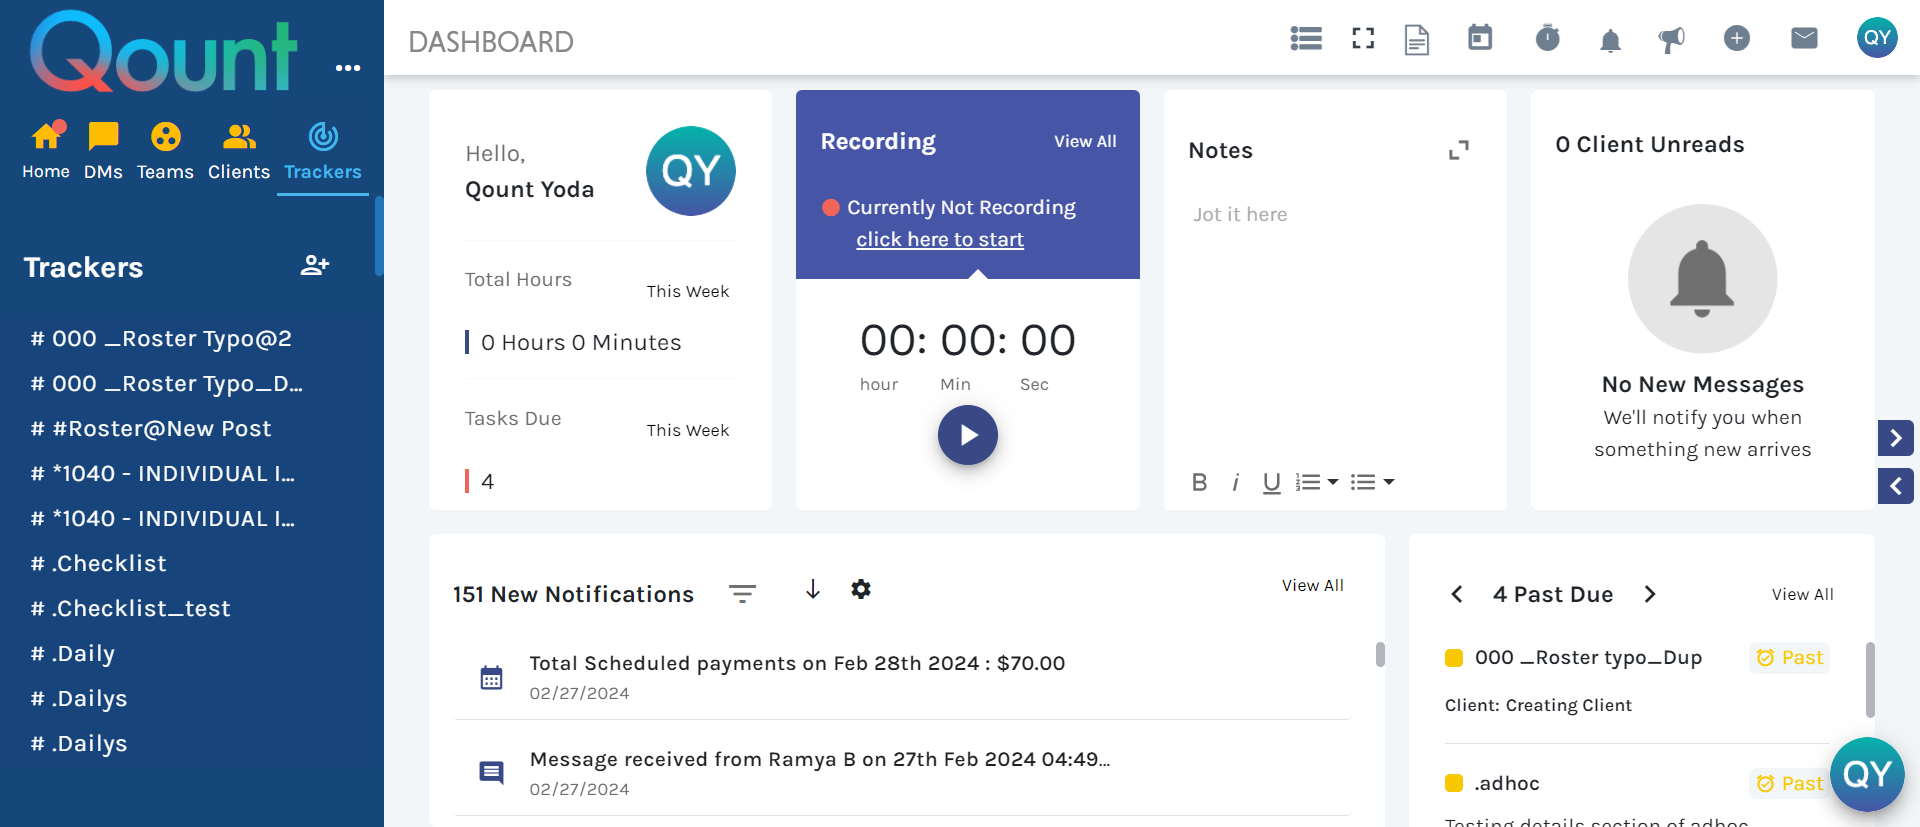 Qount
Home
DMs
Teams
Clients
Trackers
Trackers
# 000 _Roster Typo@2
# 000 _Roster Typo_D...
# #Roster@New Post
# *1040 - INDIVIDUAL I...
# *1040 - INDIVIDUAL I...
# .Checklist
# .Checklist_test
# .Daily
# .Dailys
# .Dailys
DASHBOARD
QY
Hello,
Qount Yoda
QY
Total Hours
This Week
0 Hours 0 Minutes
Tasks Due
This Week
4
Recording
View All
Currently Not Recording
click here to start
00: 00: 00
hour Min Sec
Notes
Jot it here
B i U
0 Client Unreads
No New Messages
We'll notify you when
something new arrives
151 New Notifications
View All
Total Scheduled payments on Feb 28th 2024 : $70.00
02/27/2024
Message received from Ramya B on 27th Feb 2024 04:49...
02/27/2024
4 Past Due
View All
000 _Roster typo_Dup
Past
Client: Creating Client
.adhoc
Past
Testing details section of adhoc
QY